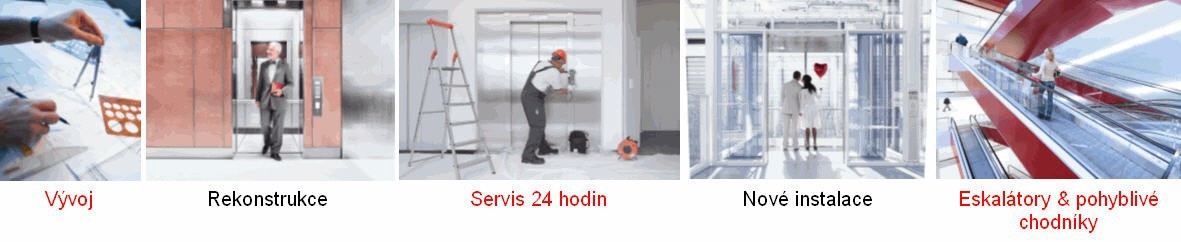 Vývoj
Rekonstrukce
Servis 24 hodin
Nové instalace
Eskalátory & pohyblivé
chodníky